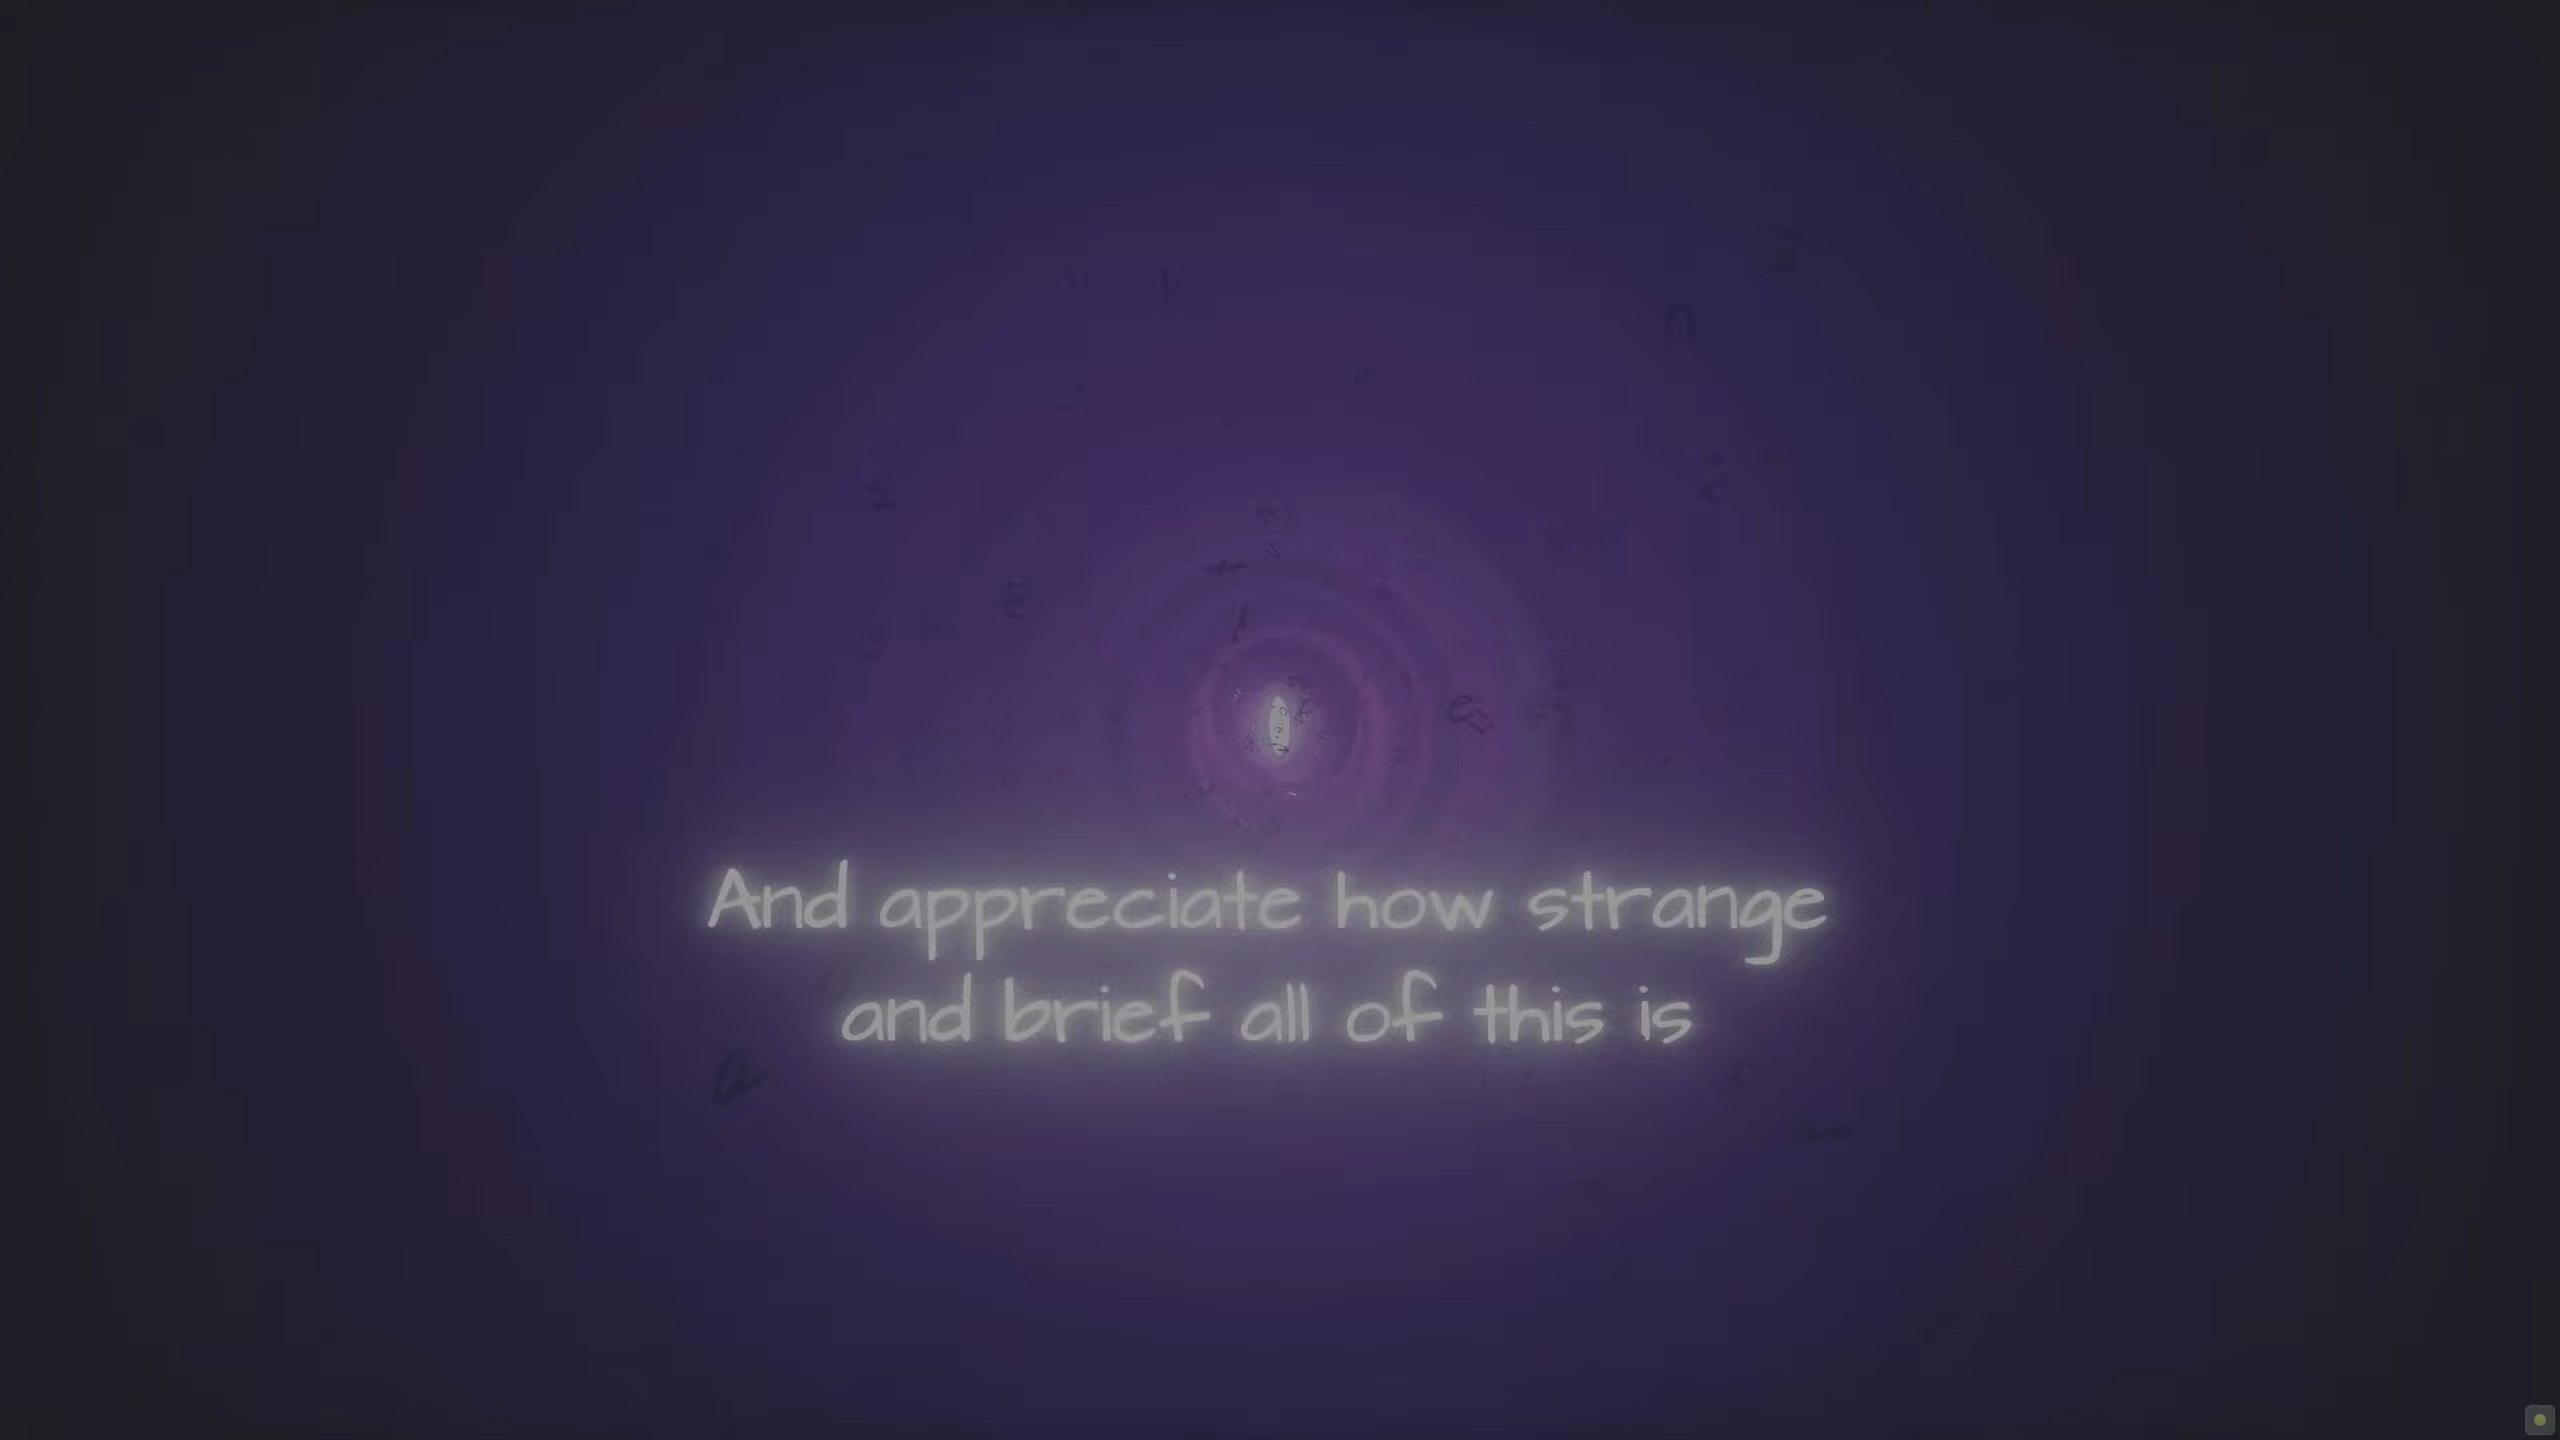 And appreciate how strange
and brief all of this is